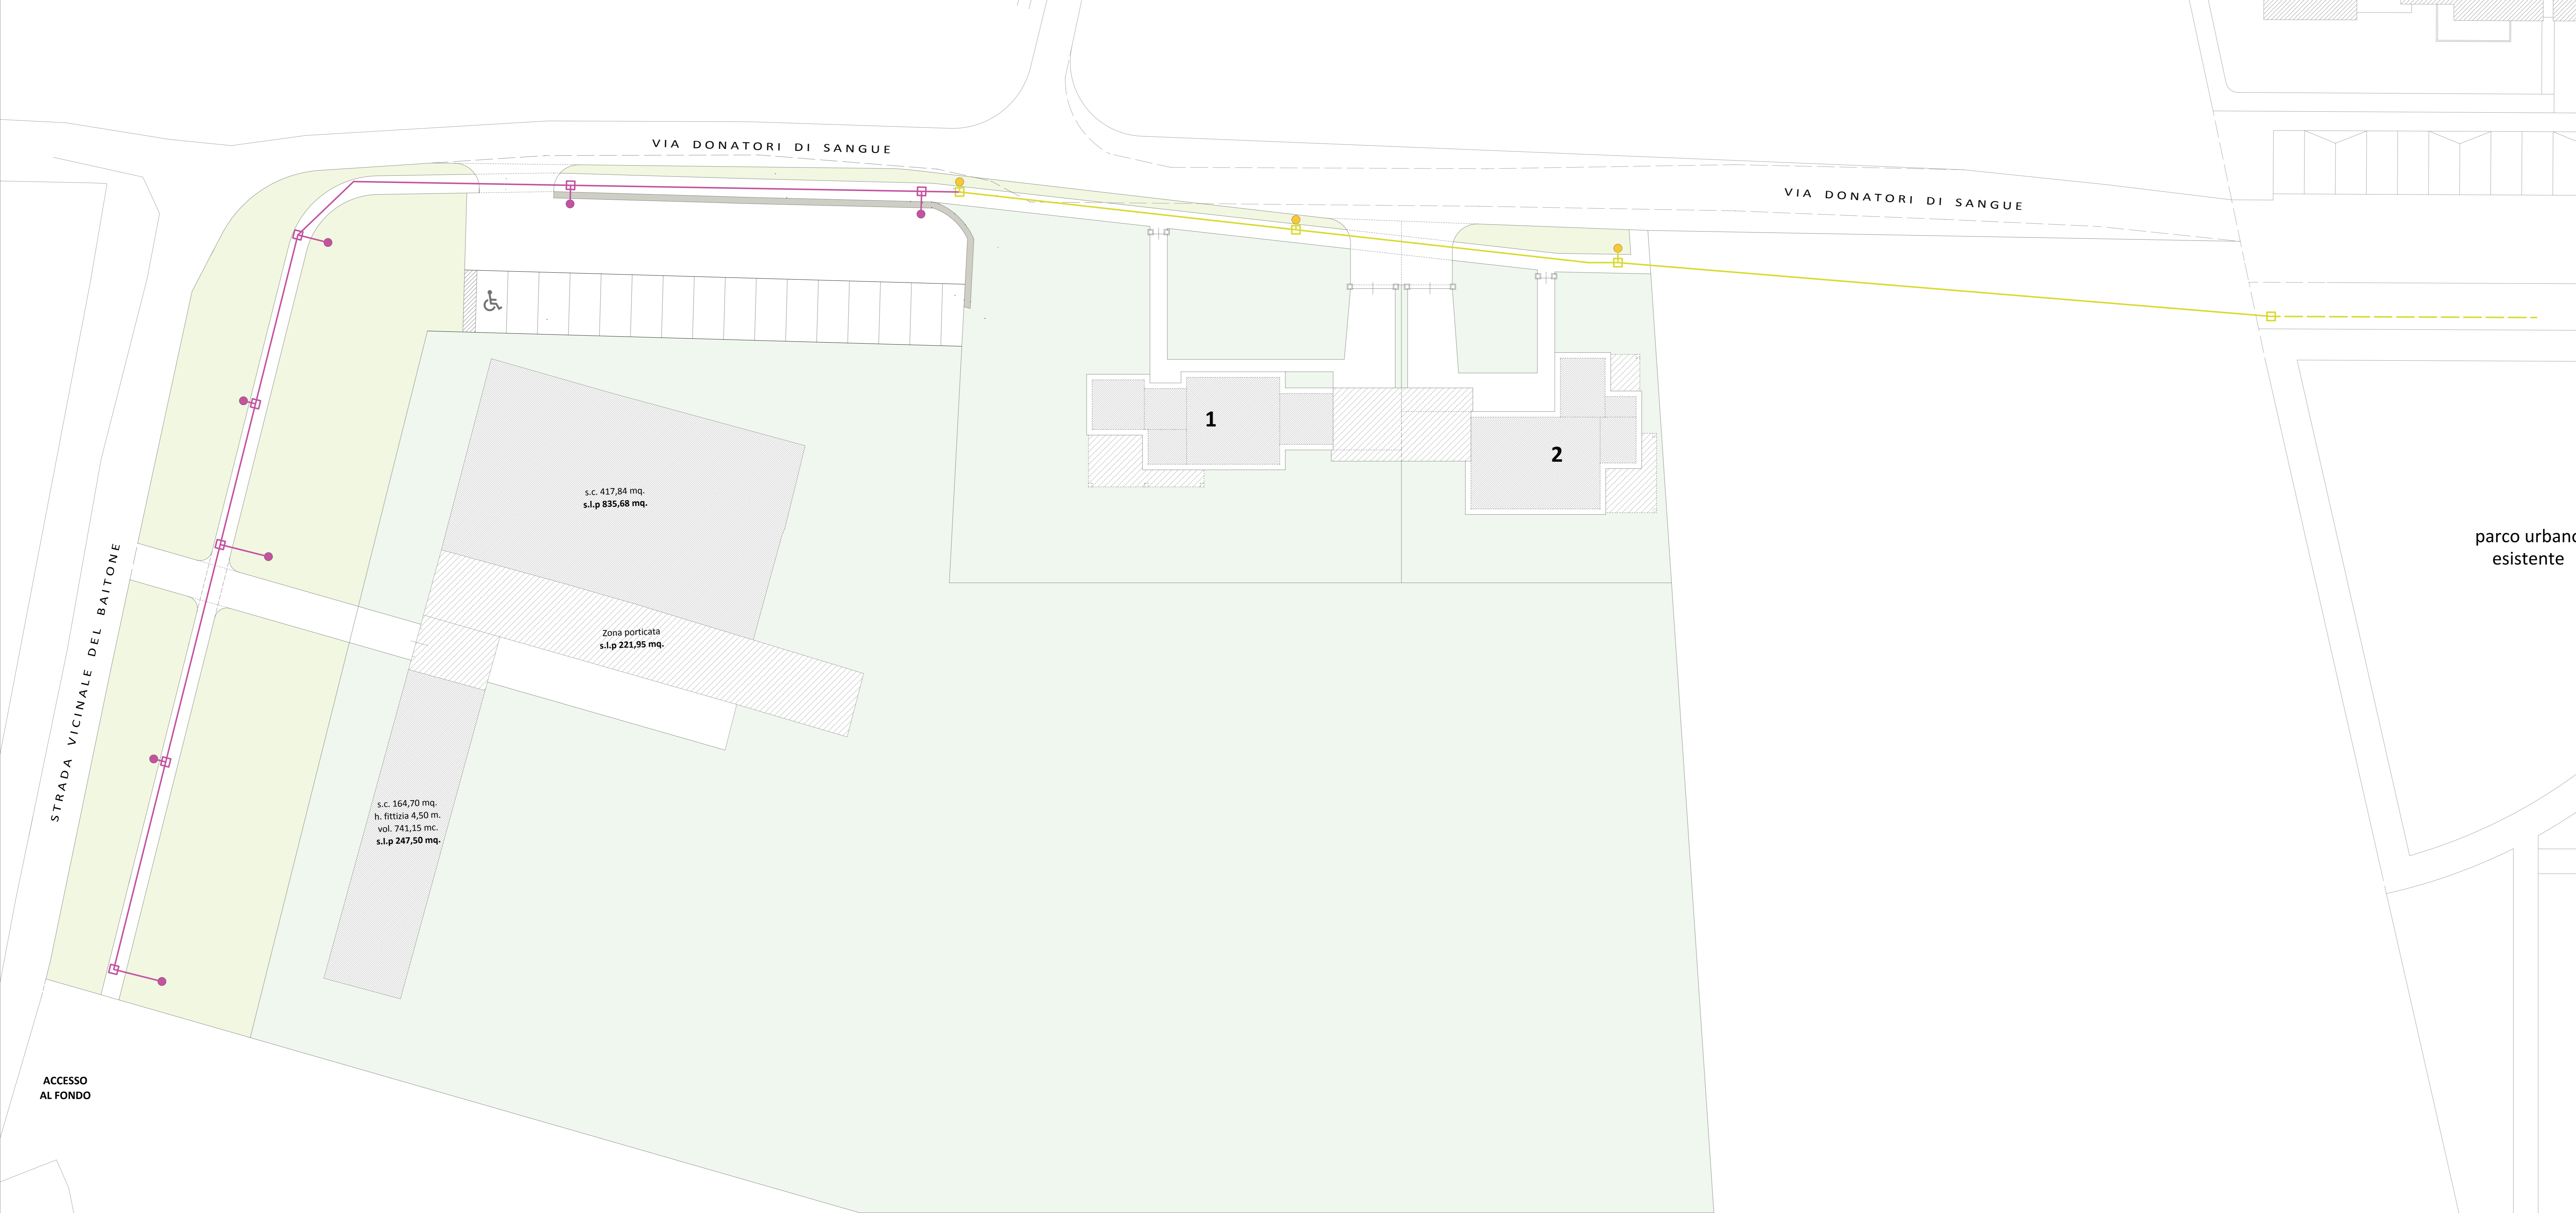 VIA DONATORI DI SANGUE
VIA DONATORI DI SANGUE
1
2
s.c. 417,84 mq.
s.l.p 835,68 mq.
parco urbano
esistente
Zona porticata
s.l.p 221,95 mq.
STRADA VICINALE DEL BAITONE
s.c. 164,70 mq.
h. fittizia 4,50 m.
vol. 741,15 mc.
s.l.p 247,50 mq.
ACCESSO
AL FONDO